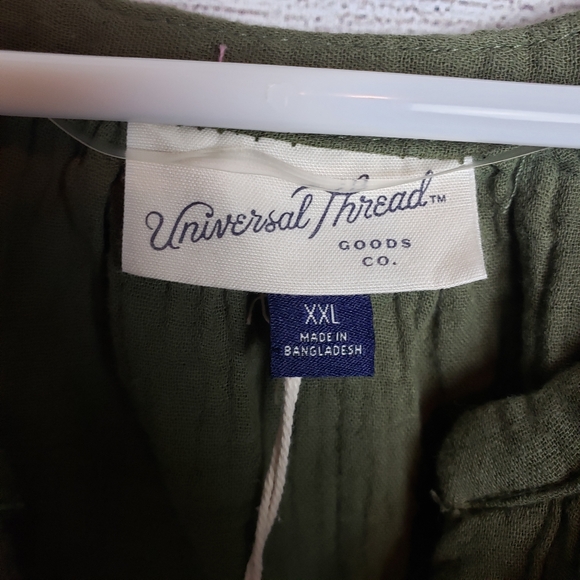 Universal Thread™
GOODS
CO.
XXL
MADE IN
BANGLADESH